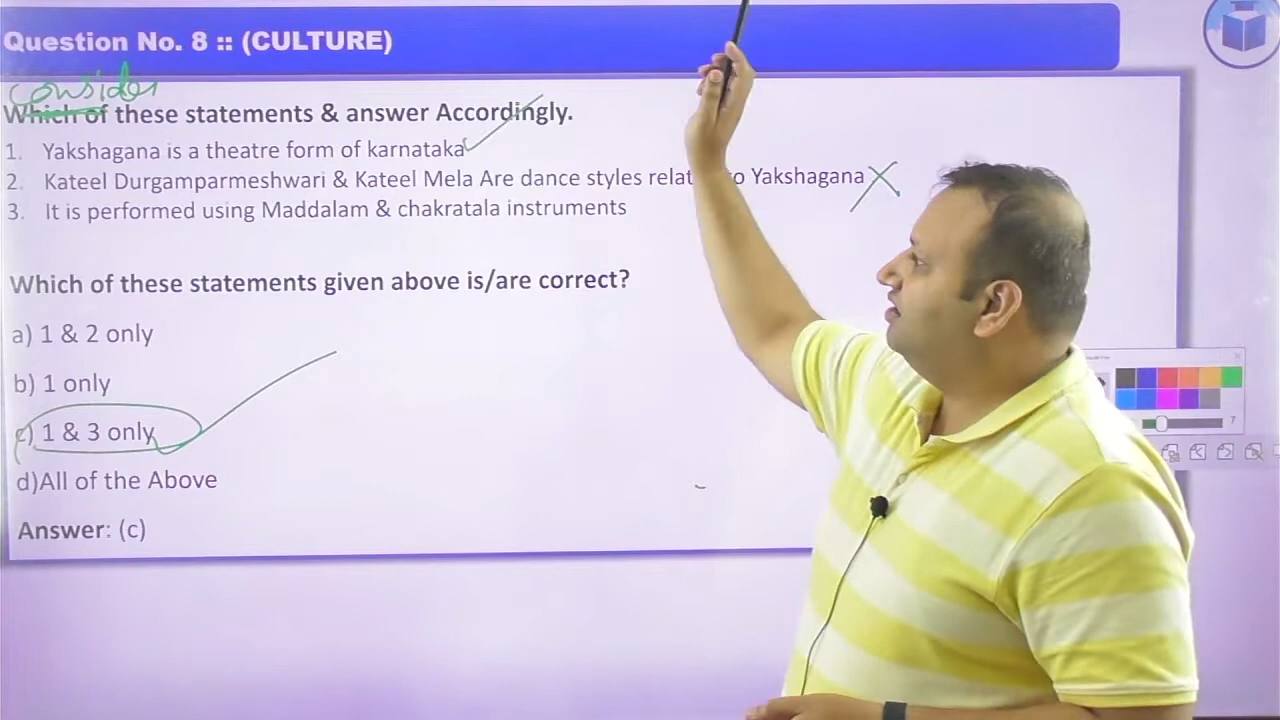 Question No. 8 :: (CULTURE)
Consider
Which of these statements & answer Accordingly.
1. Yakshagana is a theatre form of karnataka
2. Kateel Durgamparmeshwari & Kateel Mela Are dance styles relat o Yakshagana
3. It is performed using Maddalam & chakratala instruments
Which of these statements given above is/are correct?
a) 1 & 2 only
b) 1 only
c) 1 & 3 only
d)All of the Above
Answer: (c)
7